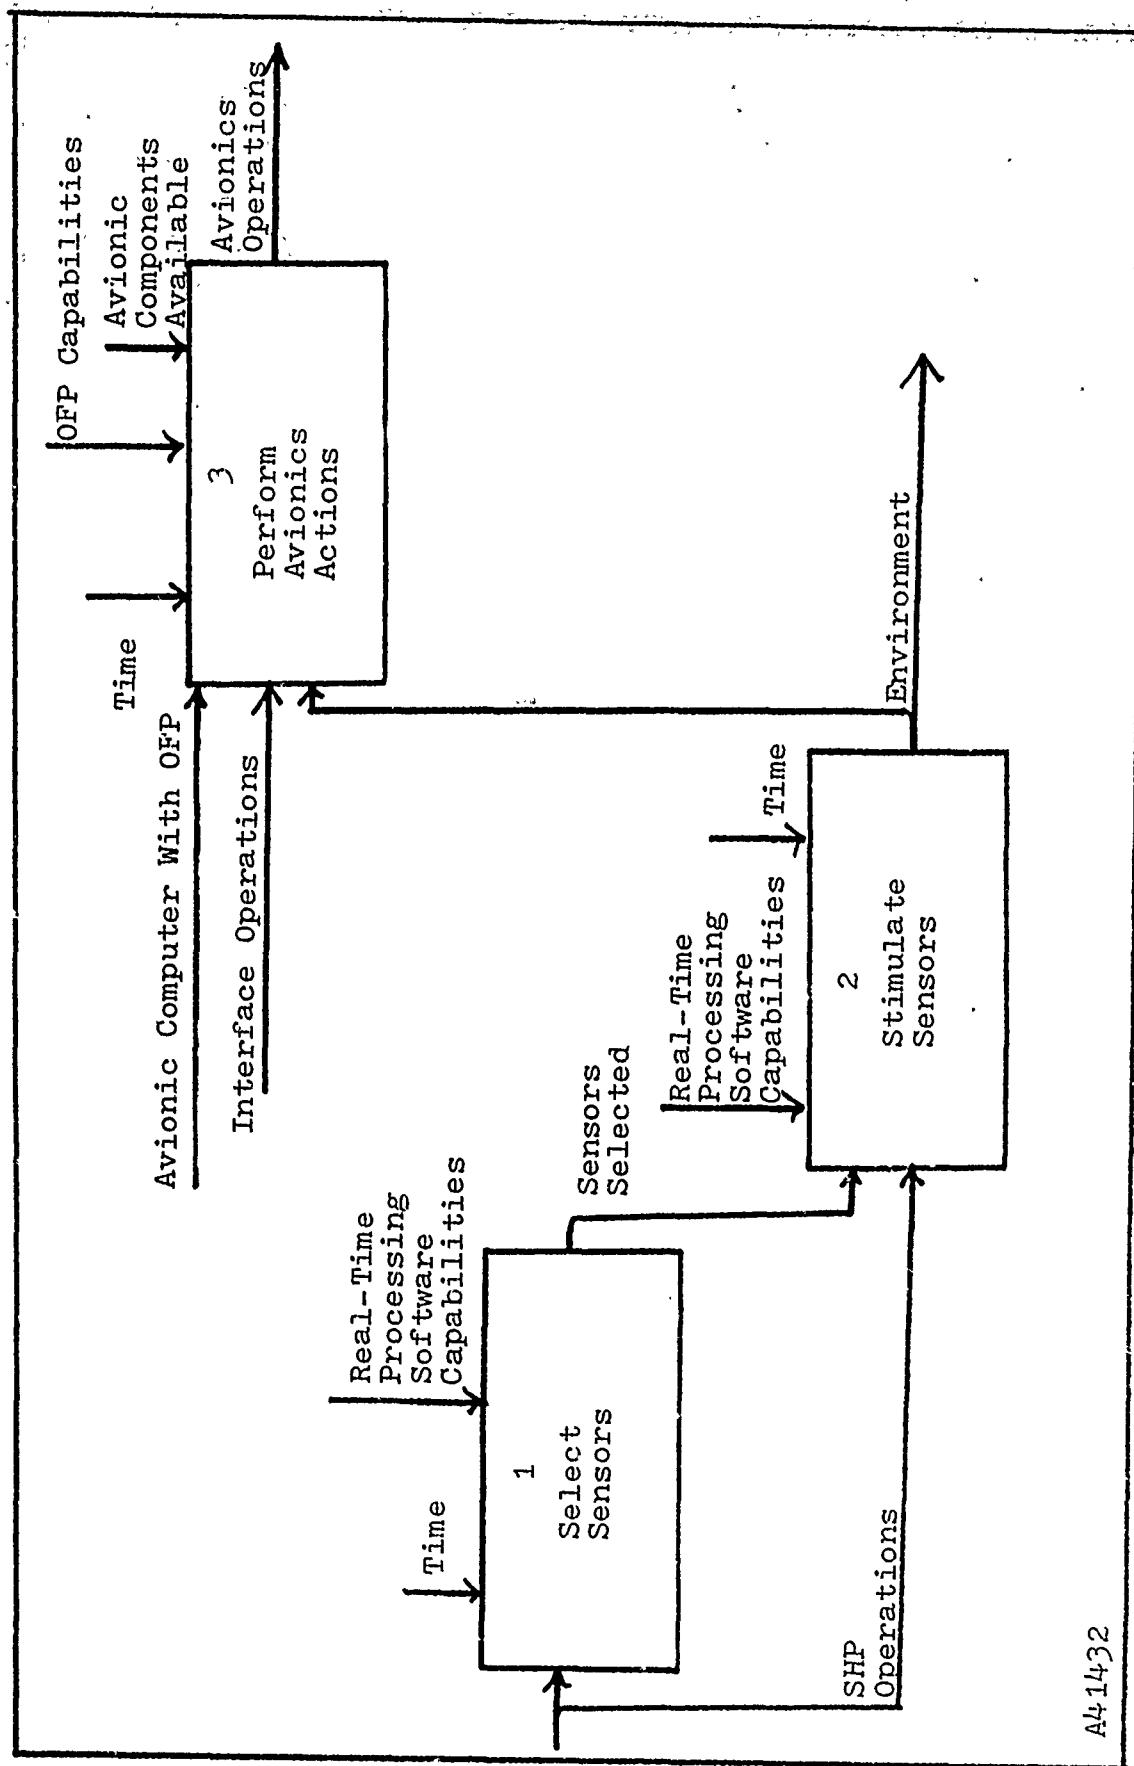 OFP Capabilities
Avionic
Components
Available
Avionics
Operations
Time
3
Perform
Avionics
Actions
Avionic Computer With OFP
Interface Operations
Environment
Time
Real-Time
Processing
Software
Capabilities
2
Stimulate
Sensors
Sensors
Selected
Real-Time
Processing
Software
Capabilities
Time
1
Select
Sensors
SHP
Operations
A41432